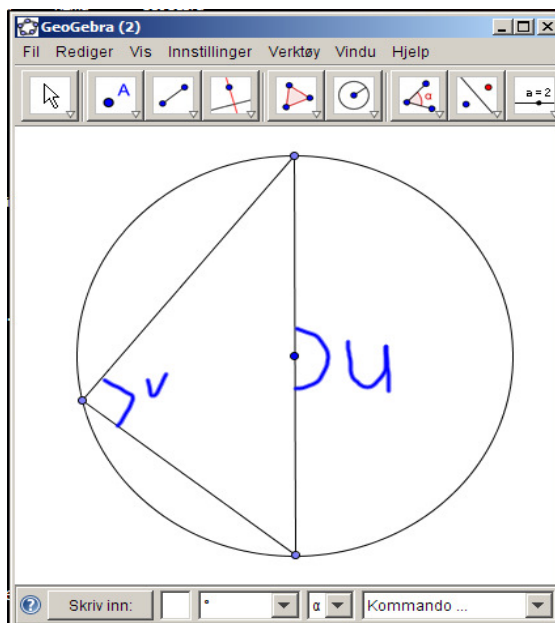 GeoGebra (2)
Fil Rediger Vis Innstillinger Verktøy Vindu Hjelp
A α a = 2
v u
Skriv inn: ° α Kommando ...